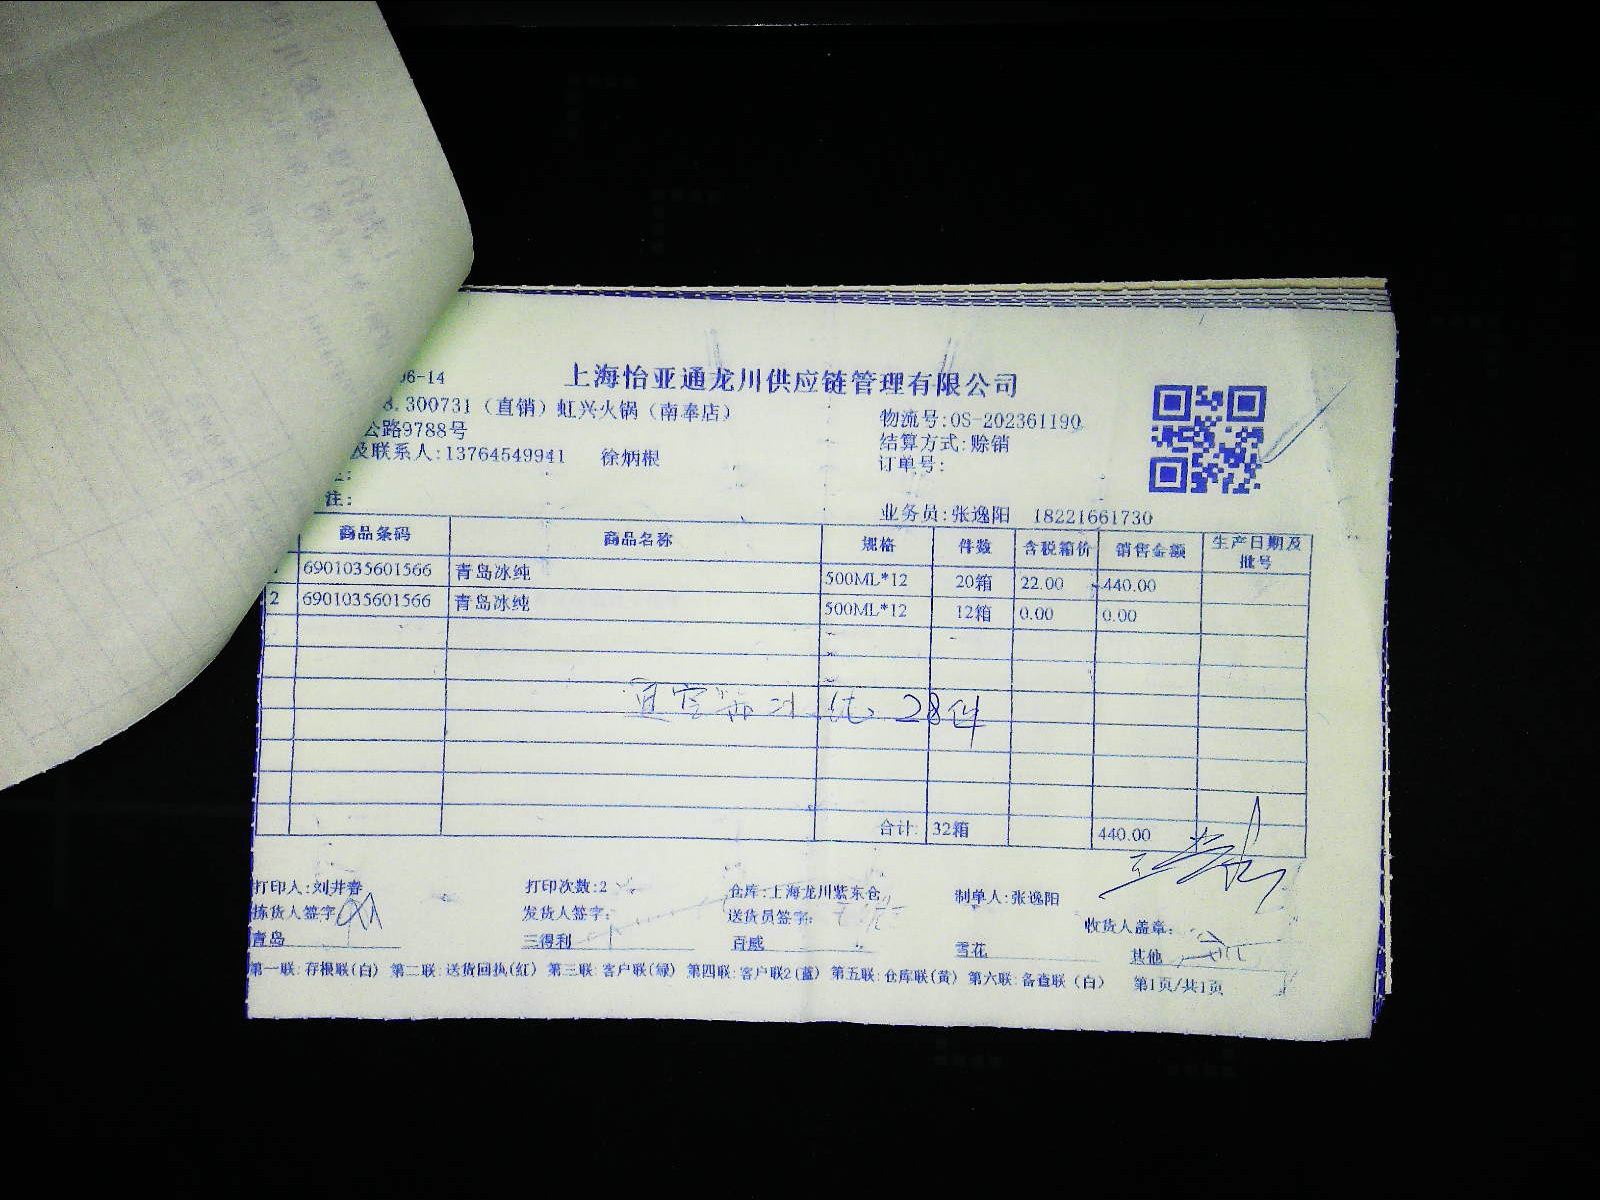 06-14 上海怡亚通龙川供应链管理有限公司
8.300731（直销）虹兴火锅（南奉店） 物流号:OS-202361190
公路9788号 结算方式:赊销
及联系人:13764549941 徐炳根 订单号:
注:
业务员:张逸阳 18221661730
商品条码 商品名称 规格 件数 含税箱价 销售金额 生产日期及批号
6901035601566 青岛冰纯 500ML*12 20箱 22.00 440.00
2 6901035601566 青岛冰纯 500ML*12 12箱 0.00 0.00
28件
合计: 32箱 440.00
打印人:刘井香 打印次数:2 仓库:上海龙川紫东仓 制单人:张逸阳
拣货人签字 发货人签字: 送货员签字: 收货人盖章:
青岛 三得利 百威 雪花 其他
第一联:存根联(白) 第二联:送货回执(红) 第三联:客户联(绿) 第四联:客户联2(蓝) 第五联:仓库联(黄) 第六联:备查联(白) 第1页/共1页